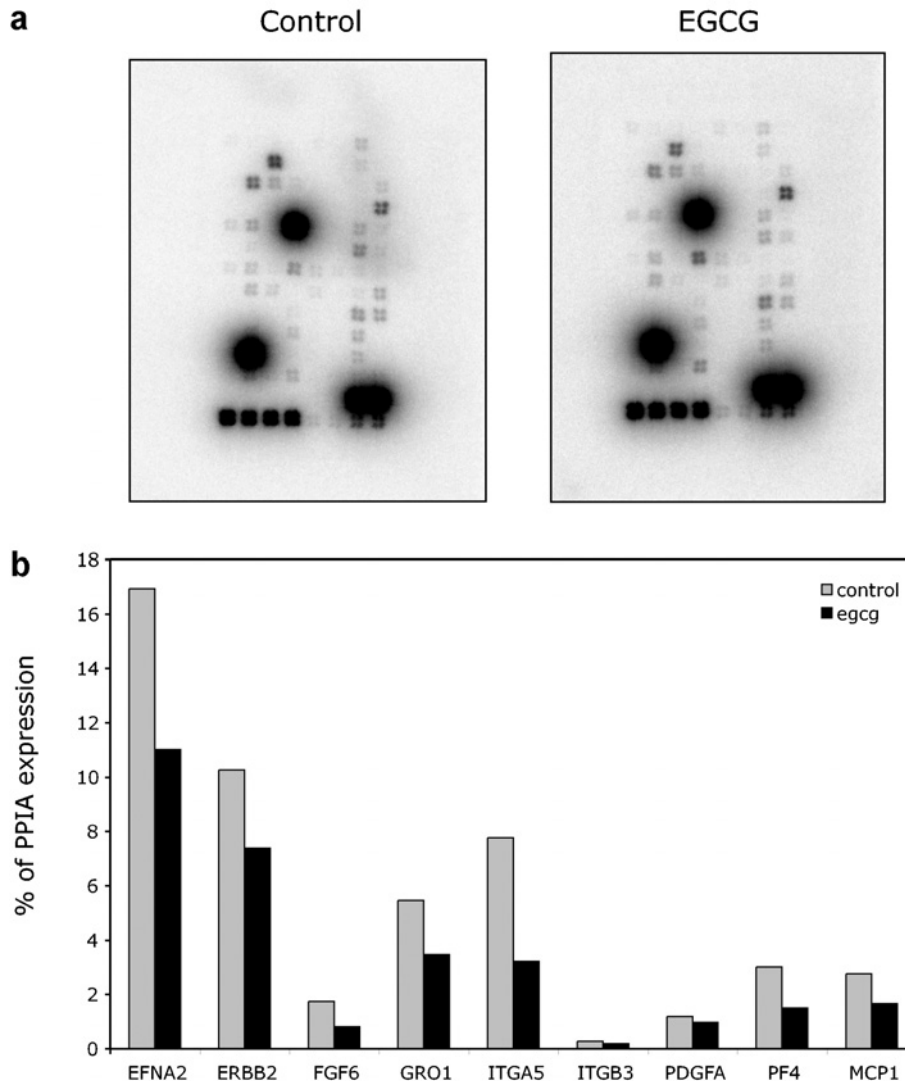 a
Control
EGCG
b
% of PPIA expression
18
16
14
12
10
8
6
4
2
0
control
egcg
EFNA2 ERBB2 FGF6 GRO1 ITGA5 ITGB3 PDGFA PF4 MCP1